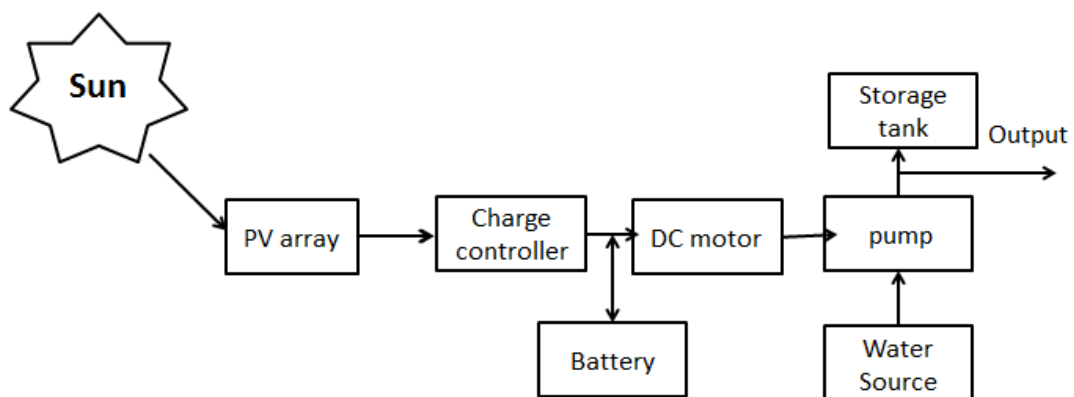 Sun
Storage
tank
Output
PV array
Charge
controller
DC motor
pump
Battery
Water
Source